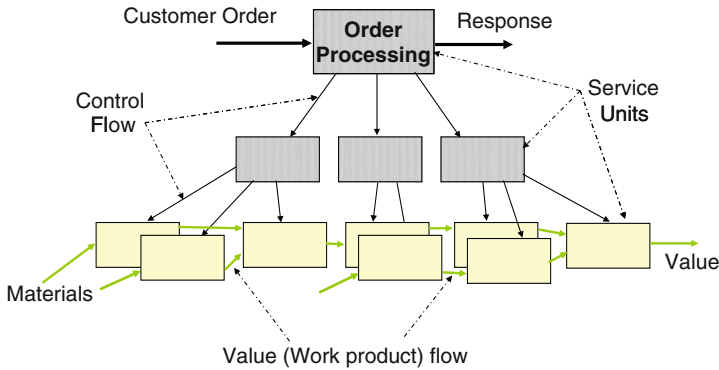 Customer Order
Order
Processing
Response
Control
Flow
Service
Units
Materials
Value
Value (Work product) flow